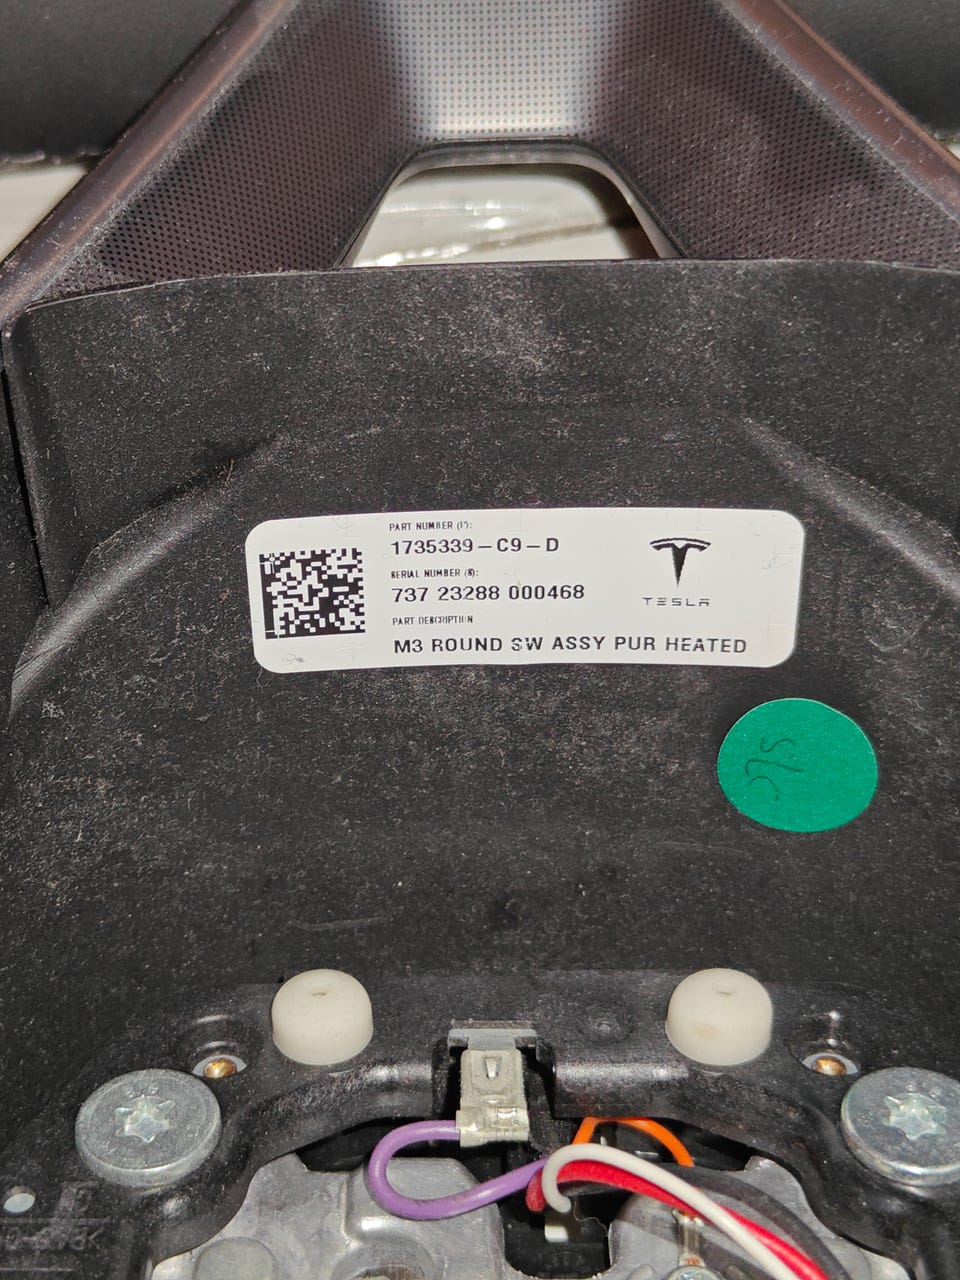 PART NUMBER (P):
1735339-C9-D
SERIAL NUMBER (S):
737 23288 000468
PART DESCRIPTION
M3 ROUND SW ASSY PUR HEATED
TESLA